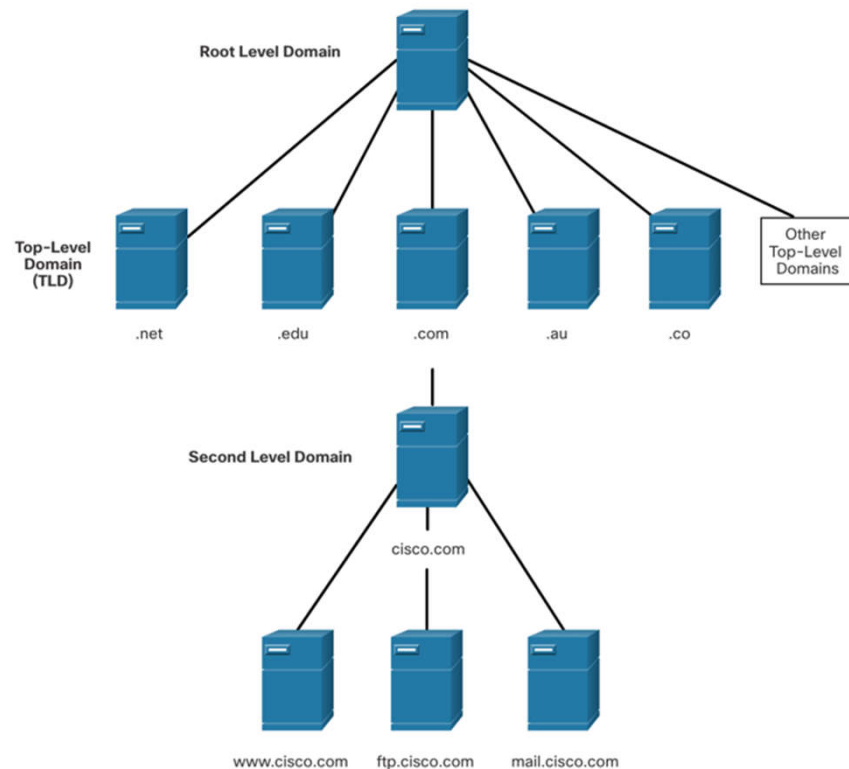 Root Level Domain
Top-Level
Domain
(TLD)
Other
Top-Level
Domains
.net
.edu
.com
.au
.co
Second Level Domain
cisco.com
www.cisco.com
ftp.cisco.com
mail.cisco.com